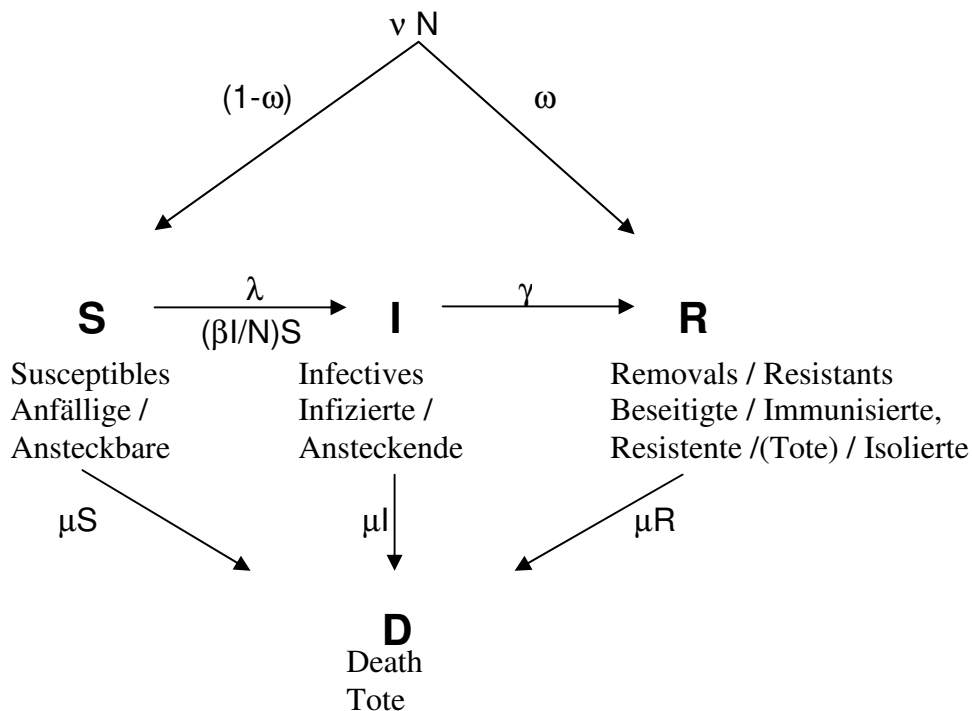 ν N
(1-ω)
ω
λ
γ
S
I
R
(βI/N)S
Susceptibles
Anfällige /
Ansteckbare
Infectives
Infizierte /
Ansteckende
Removals / Resistants
Beseitigte / Immunisierte,
Resistente /(Tote) / Isolierte
μS
μI
μR
D
Death
Tote